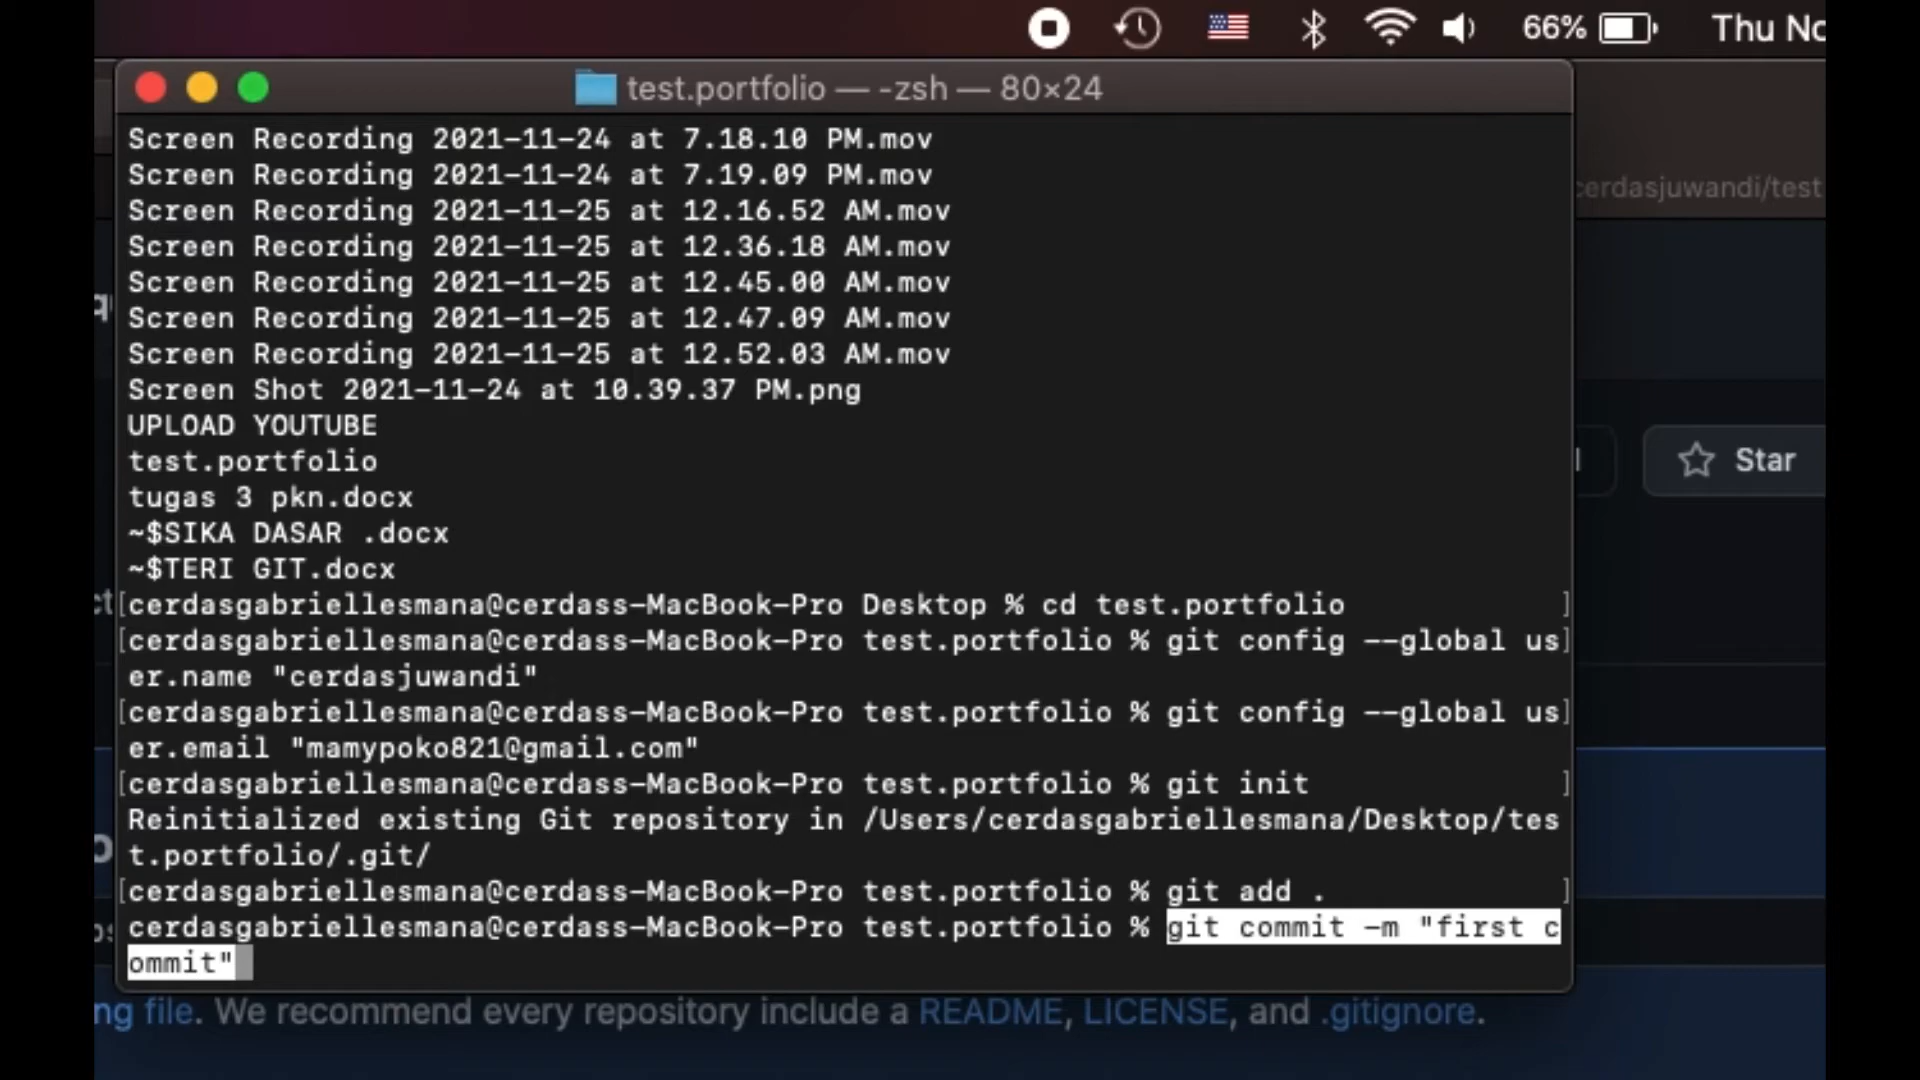 66% Thu No
test.portfolio — -zsh — 80×24
Screen Recording 2021-11-24 at 7.18.10 PM.mov
Screen Recording 2021-11-24 at 7.19.09 PM.mov
Screen Recording 2021-11-25 at 12.16.52 AM.mov
Screen Recording 2021-11-25 at 12.36.18 AM.mov
Screen Recording 2021-11-25 at 12.45.00 AM.mov
Screen Recording 2021-11-25 at 12.47.09 AM.mov
Screen Recording 2021-11-25 at 12.52.03 AM.mov
Screen Shot 2021-11-24 at 10.39.37 PM.png
UPLOAD YOUTUBE
test.portfolio
tugas 3 pkn.docx
~$SIKA DASAR .docx
~$TERI GIT.docx
[cerdasgabriellesmana@cerdass-MacBook-Pro Desktop % cd test.portfolio ]
[cerdasgabriellesmana@cerdass-MacBook-Pro test.portfolio % git config --global us]
er.name "cerdasjuwandi"
[cerdasgabriellesmana@cerdass-MacBook-Pro test.portfolio % git config --global us]
er.email "mamypoko821@gmail.com"
[cerdasgabriellesmana@cerdass-MacBook-Pro test.portfolio % git init ]
Reinitialized existing Git repository in /Users/cerdasgabriellesmana/Desktop/tes
t.portfolio/.git/
[cerdasgabriellesmana@cerdass-MacBook-Pro test.portfolio % git add . ]
cerdasgabriellesmana@cerdass-MacBook-Pro test.portfolio % git commit -m "first c
ommit"
cerdasjuwandi/test
Star
ng file. We recommend every repository include a README, LICENSE, and .gitignore.